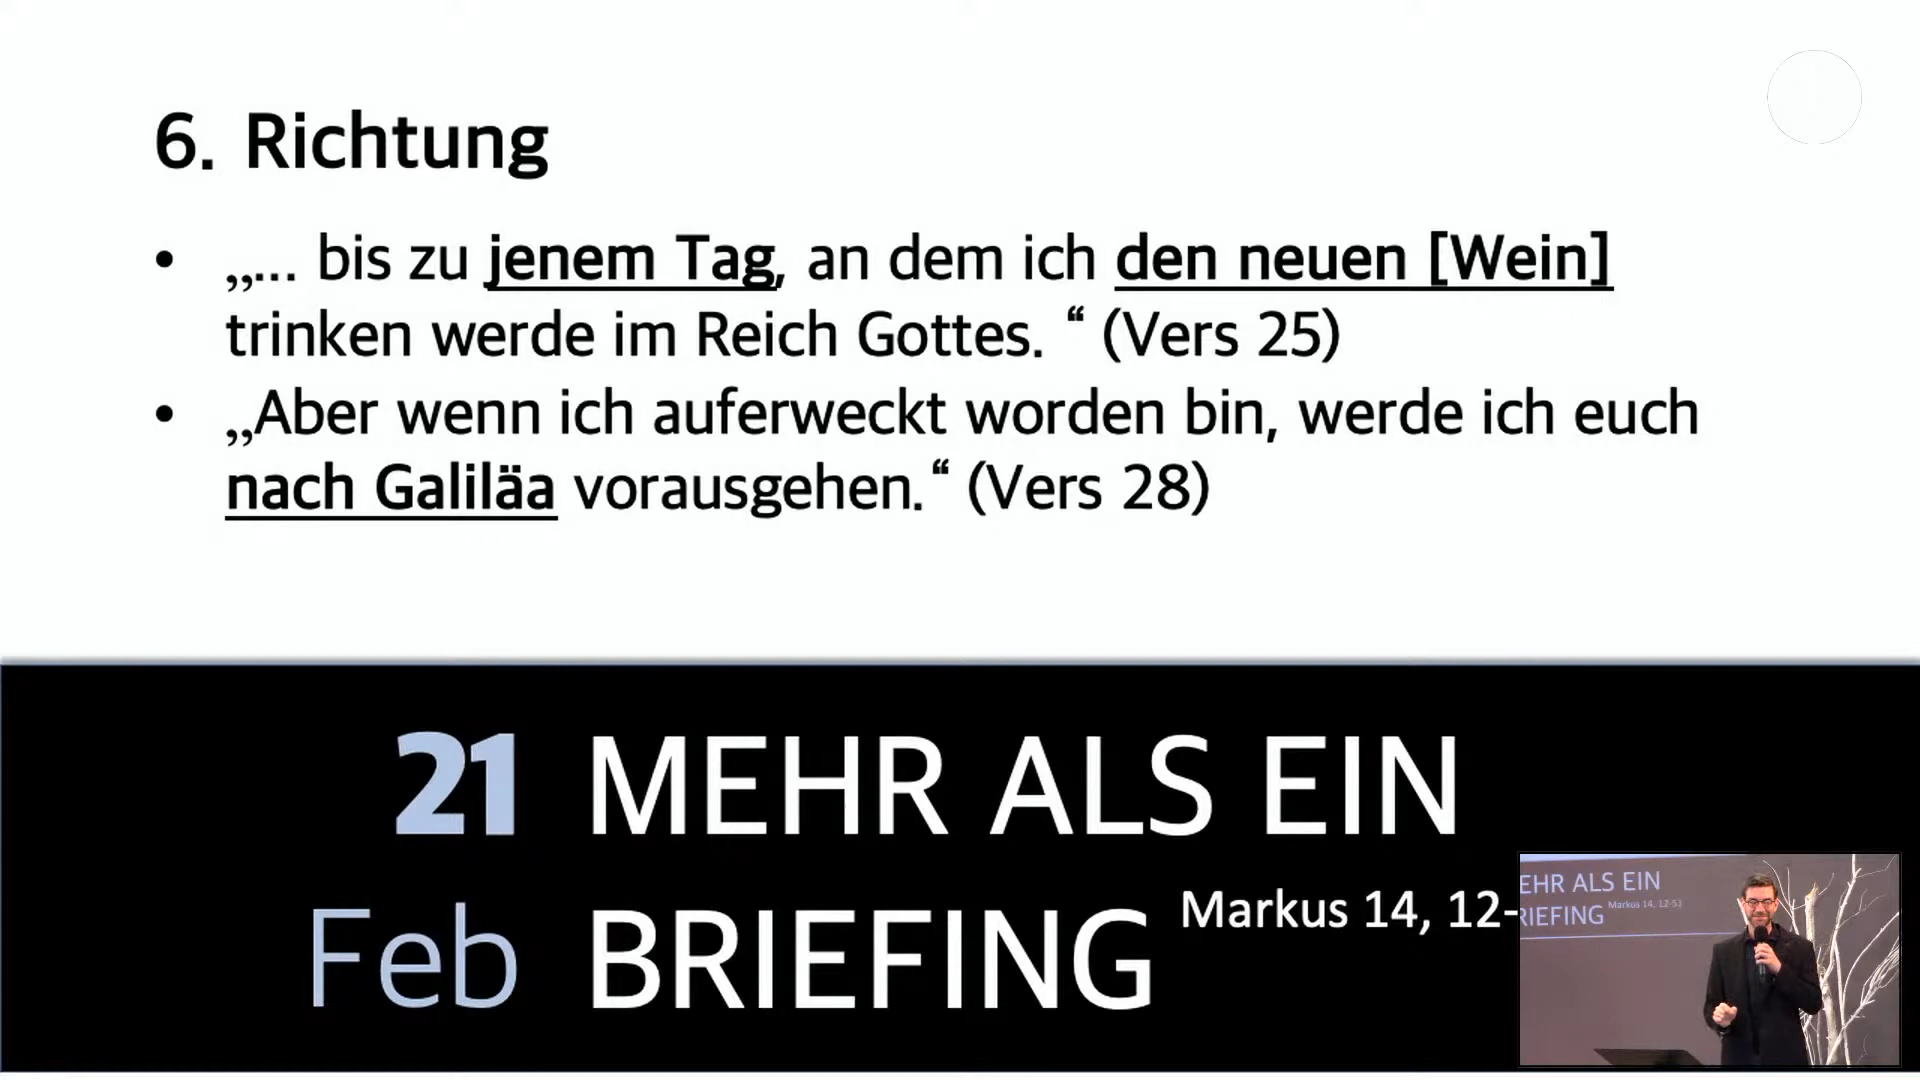 6. Richtung
• „... bis zu jenem Tag, an dem ich den neuen [Wein]
trinken werde im Reich Gottes. “ (Vers 25)
• „Aber wenn ich auferweckt worden bin, werde ich euch
nach Galiläa vorausgehen.“ (Vers 28)
21 MEHR ALS EIN
Feb BRIEFING Markus 14, 12-
EHR ALS EIN
RIEFING Markus 14, 12-53